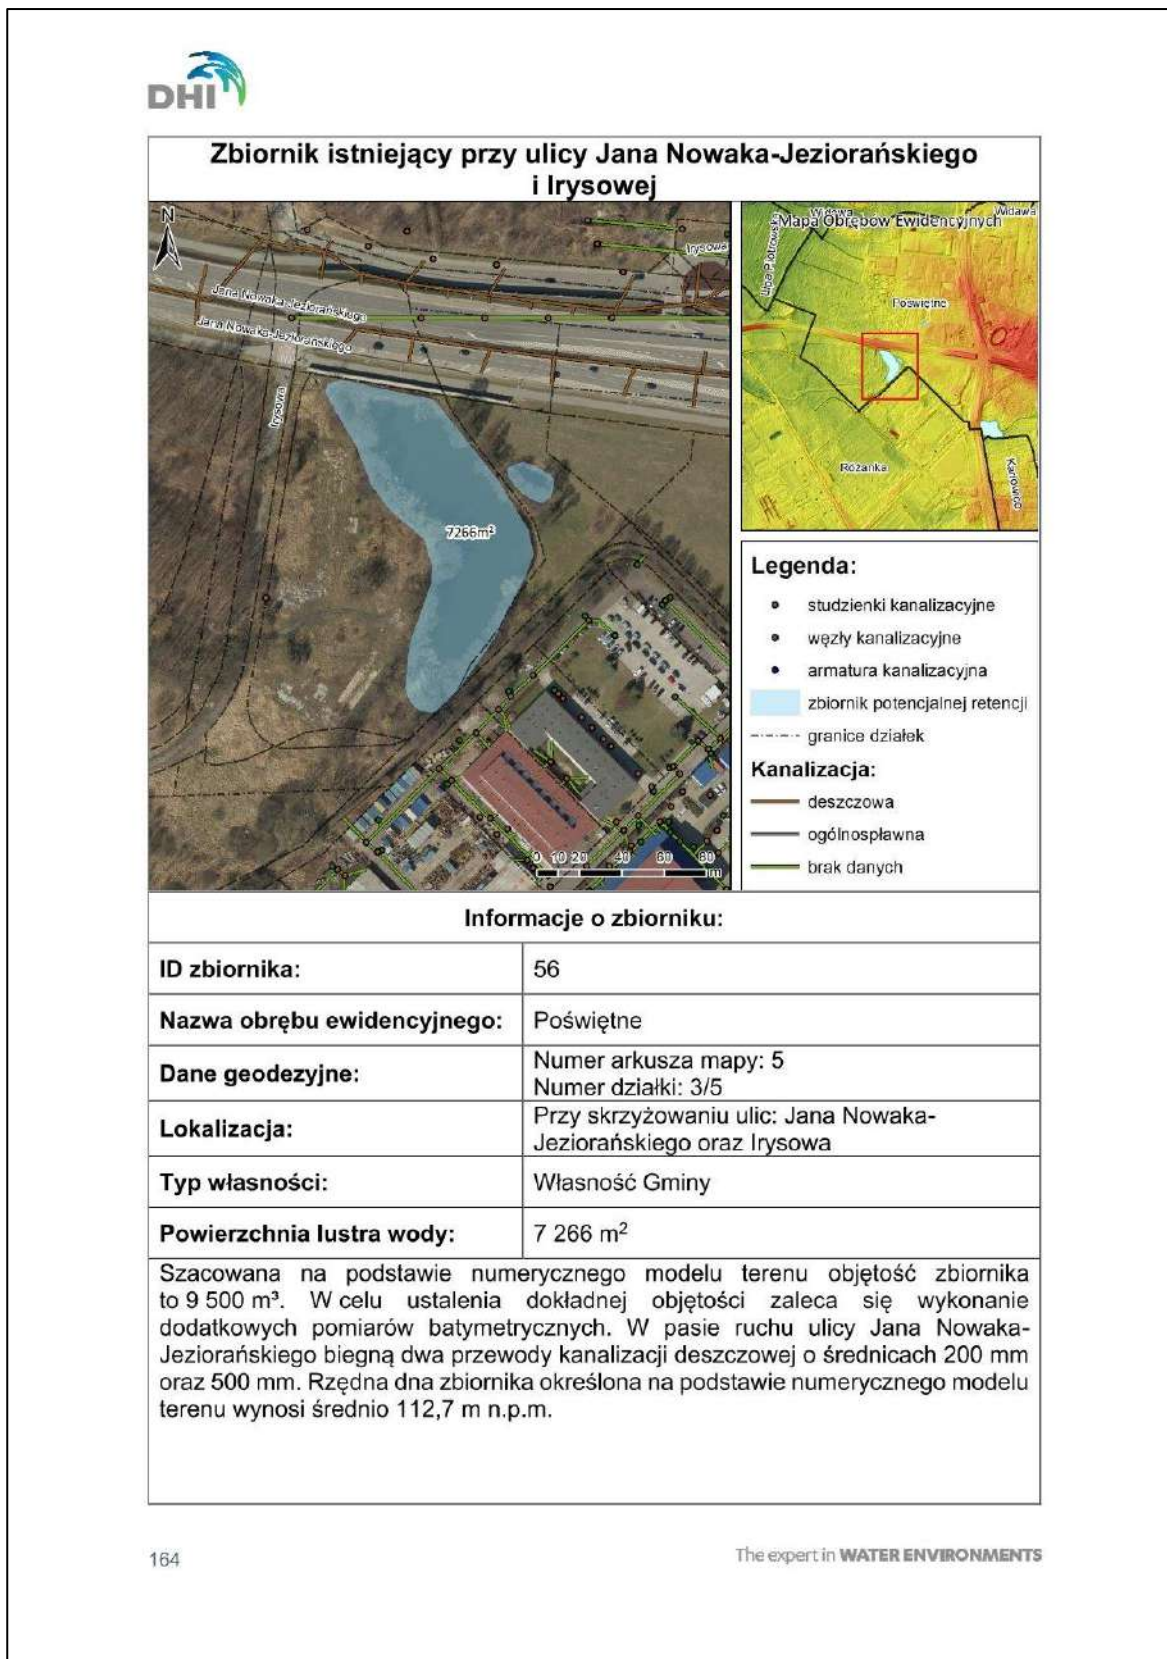 DHI
Zbiornik istniejący przy ulicy Jana Nowaka-Jeziorańskiego
i Irysowej
N
Irysowa
Jana Nowaka-Jeziorańskiego
Jana Nowaka-Jeziorańskiego
Irysowa
7266m²
0 10 20 40 60 80
m
Widawa
Widawa
Mapa Obrębów Ewidencyjnych
Lipa Piotrowska
Poświętne
Różanka
Karłowice
Legenda:
studzienki kanalizacyjne
węzły kanalizacyjne
armatura kanalizacyjna
zbiornik potencjalnej retencji
granice działek
Kanalizacja:
deszczowa
ogólnospławna
brak danych
Informacje o zbiorniku:
ID zbiornika: 56
Nazwa obrębu ewidencyjnego: Poświętne
Dane geodezyjne: Numer arkusza mapy: 5
Numer działki: 3/5
Lokalizacja: Przy skrzyżowaniu ulic: Jana Nowaka-
Jeziorańskiego oraz Irysowa
Typ własności: Własność Gminy
Powierzchnia lustra wody: 7 266 m²
Szacowana na podstawie numerycznego modelu terenu objętość zbiornika
to 9 500 m³. W celu ustalenia dokładnej objętości zaleca się wykonanie
dodatkowych pomiarów batymetrycznych. W pasie ruchu ulicy Jana Nowaka-
Jeziorańskiego biegną dwa przewody kanalizacji deszczowej o średnicach 200 mm
oraz 500 mm. Rzędna dna zbiornika określona na podstawie numerycznego modelu
terenu wynosi średnio 112,7 m n.p.m.
164
The expert in WATER ENVIRONMENTS